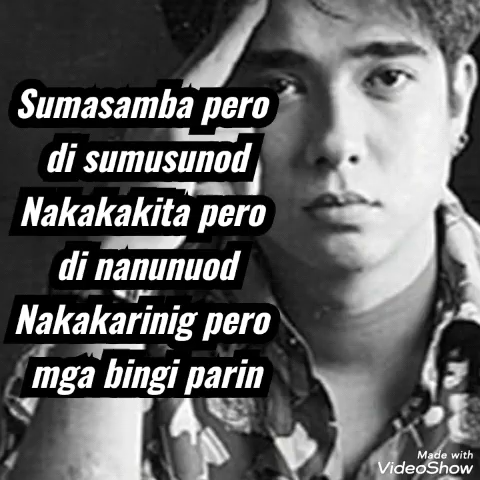 Sumasamba pero
di sumusunod
Nakakakita pero
di nanunuod
Nakakarinig pero
mga bingi parin
Made with
VideoShow